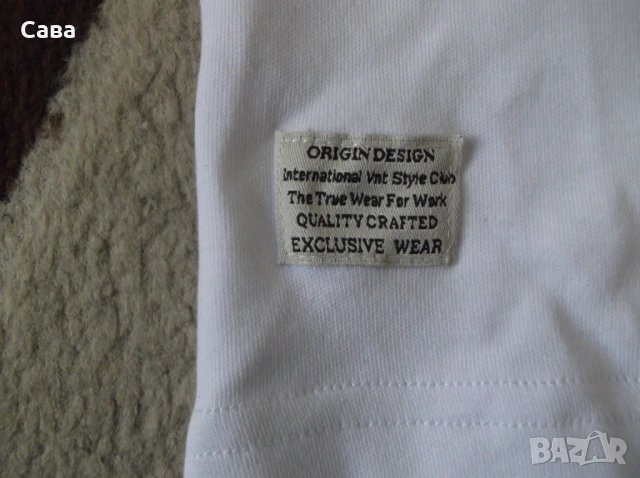 Сава
ORIGIN DESIGN
International Vnt Style Club
The True Wear For Work
QUALITY CRAFTED
EXCLUSIVE WEAR
BAZAR